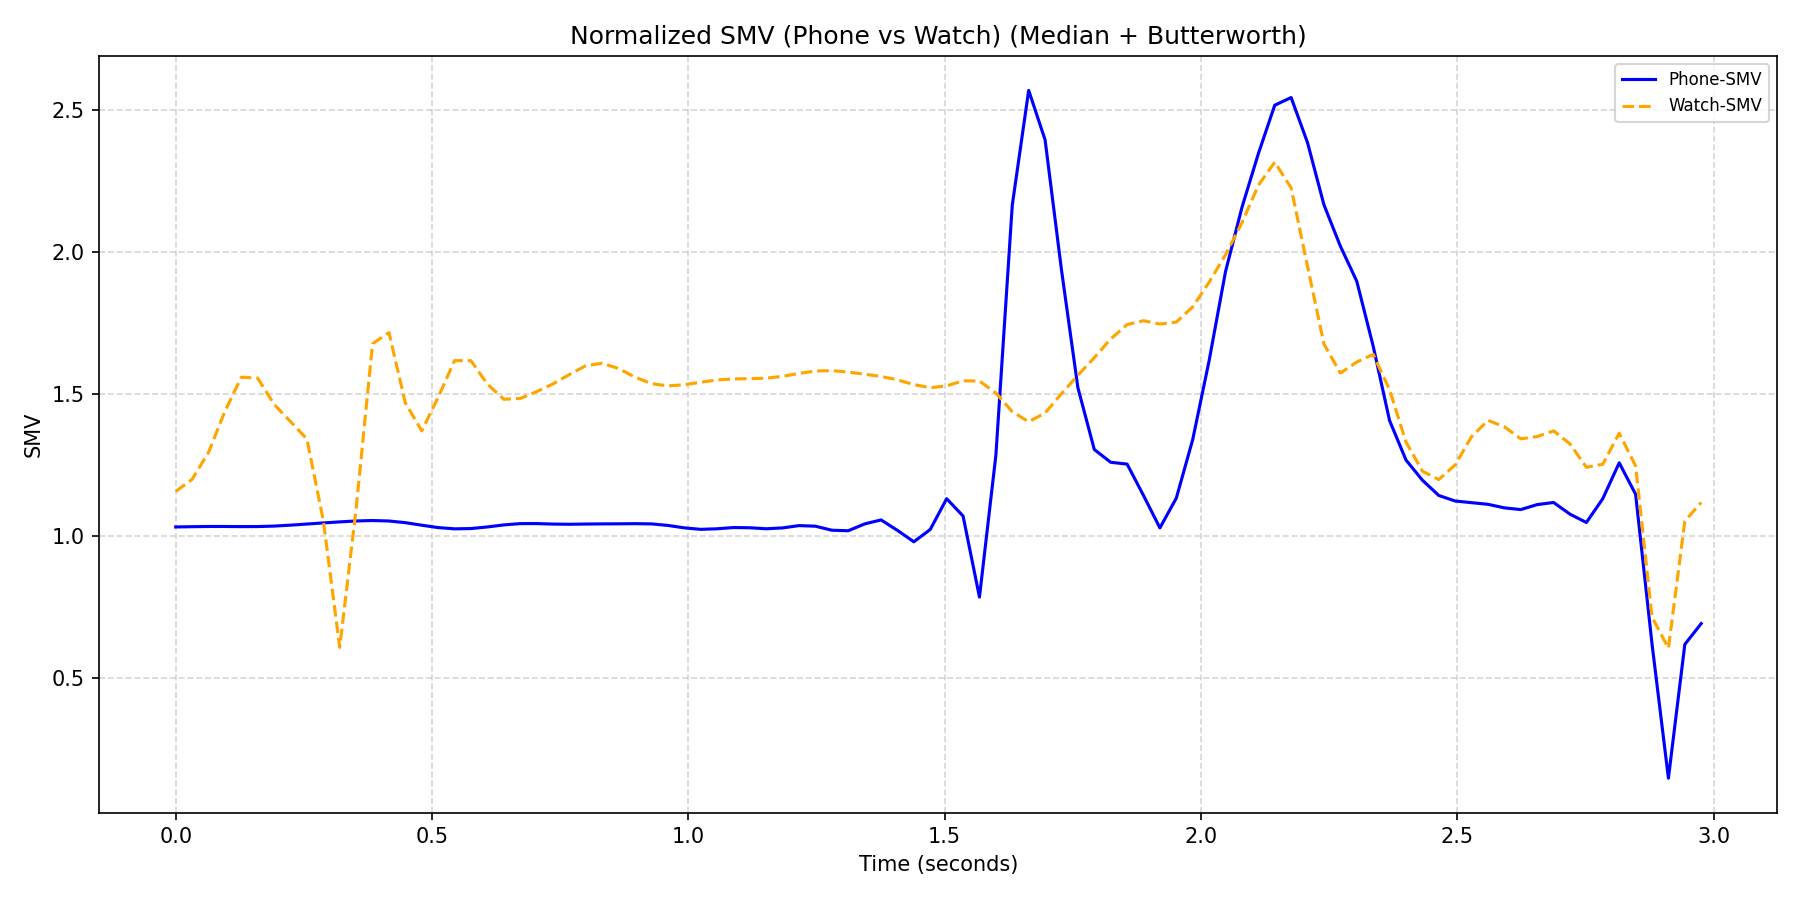 Normalized SMV (Phone vs Watch) (Median + Butterworth)
Phone-SMV
Watch-SMV
2.5
2.0
1.5
1.0
0.5
SMV
0.0 0.5 1.0 1.5 2.0 2.5 3.0
Time (seconds)